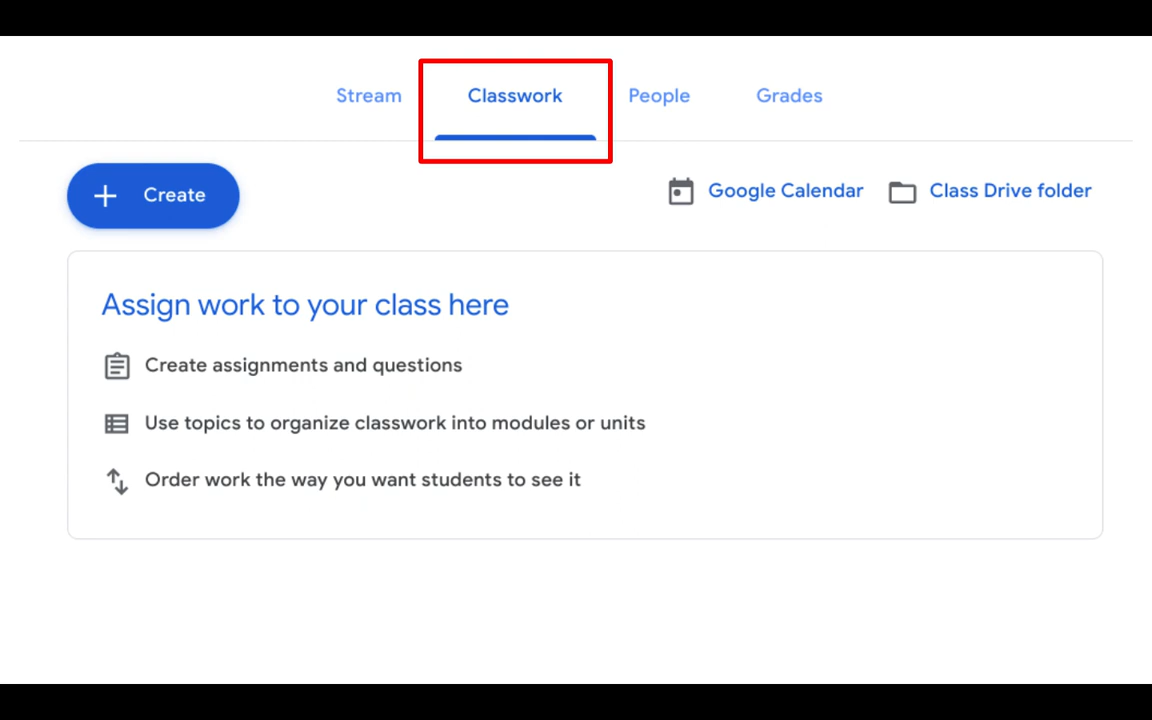 Stream Classwork People Grades
Create Google Calendar Class Drive folder
Assign work to your class here
Create assignments and questions
Use topics to organize classwork into modules or units
Order work the way you want students to see it